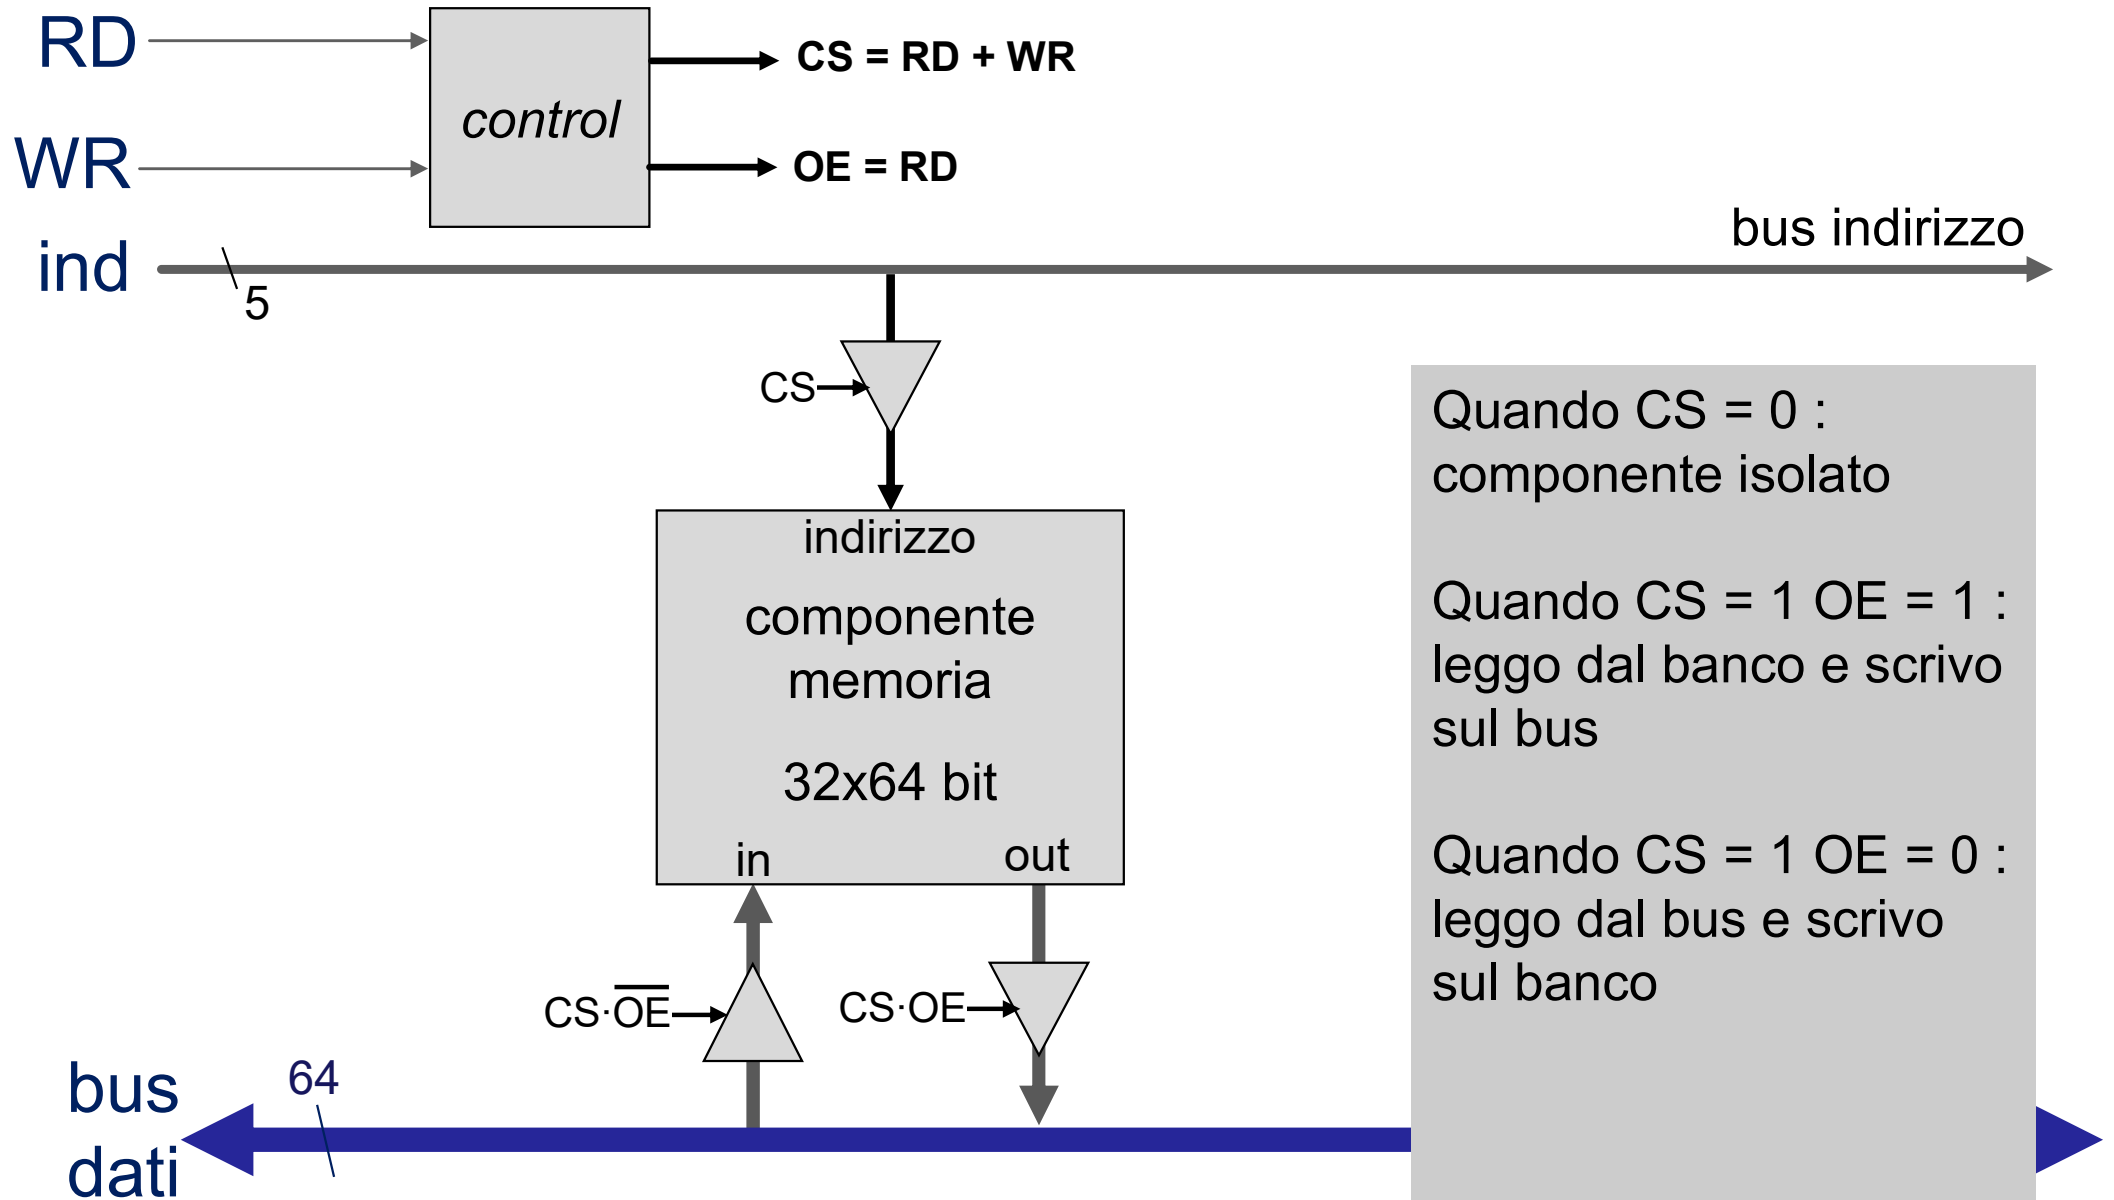 RD
CS = RD + WR
control
WR
OE = RD
bus indirizzo
ind
5
CS
indirizzo
componente
memoria
32x64 bit
in
out
CS·O̅E̅
CS·OE
Quando CS = 0 :
componente isolato
Quando CS = 1 OE = 1 :
leggo dal banco e scrivo
sul bus
Quando CS = 1 OE = 0 :
leggo dal bus e scrivo
sul banco
64
bus
dati